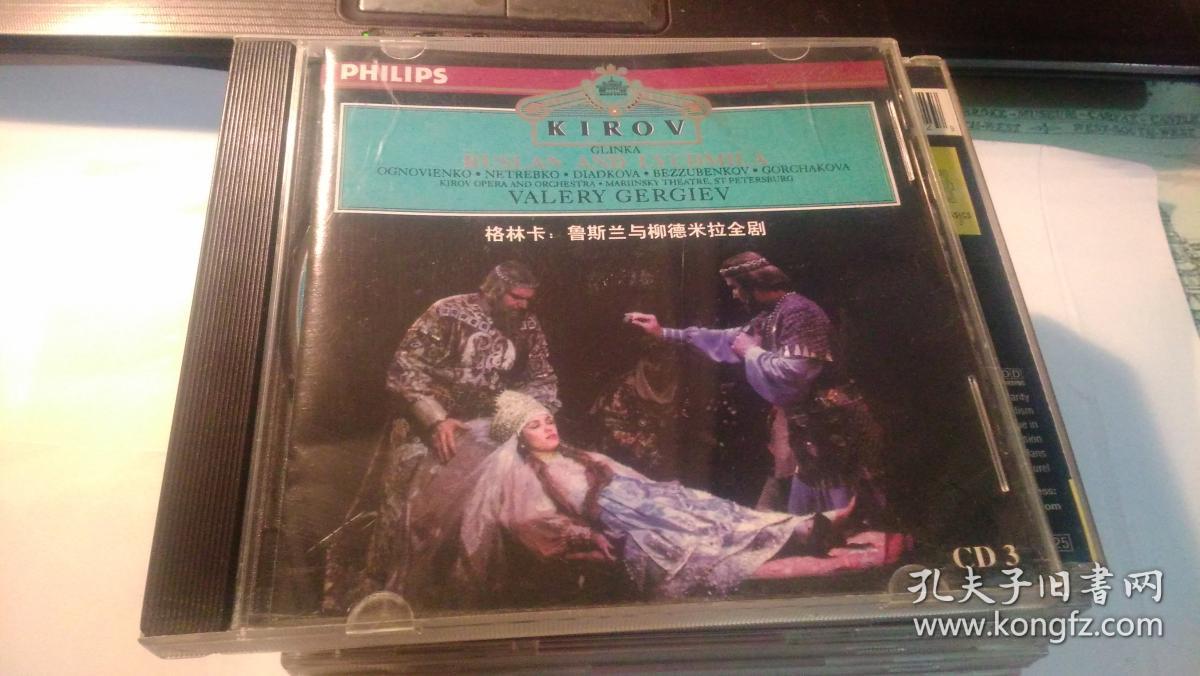 PHILIPS
KIROV
GLINKA
RUSLAN AND LYUDMILA
OGNOVIENKO • NETREBKO • DIADKOVA • BEZZUBENKOV • GORCHAKOVA
KIROV OPERA AND ORCHESTRA • MARIINSKY THEATRE, ST PETERSBURG
VALERY GERGIEV
格林卡：鲁斯兰与柳德米拉全剧
CD 3
孔夫子旧书网
www.kongfz.com